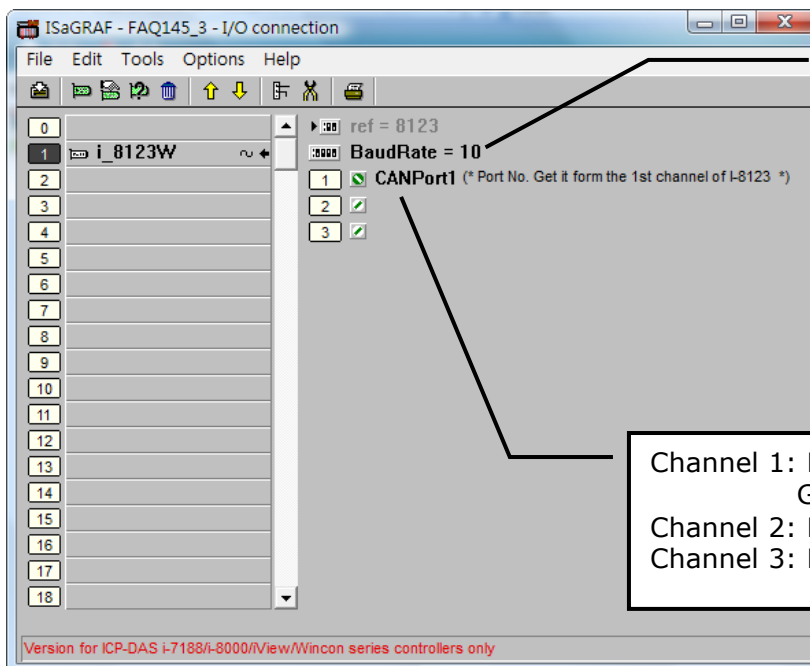 ISaGRAF - FAQ145_3 - I/O connection
File Edit Tools Options Help
0
1 i_8123W
2
3
4
5
6
7
8
9
10
11
12
13
14
15
16
17
18
ref = 8123
BaudRate = 10
1 CANPort1 (* Port No. Get it form the 1st channel of I-8123 *)
2
3
Channel 1:
Channel 2:
Channel 3:
Version for ICP-DAS i-7188/i-8000/iView/Wincon series controllers only